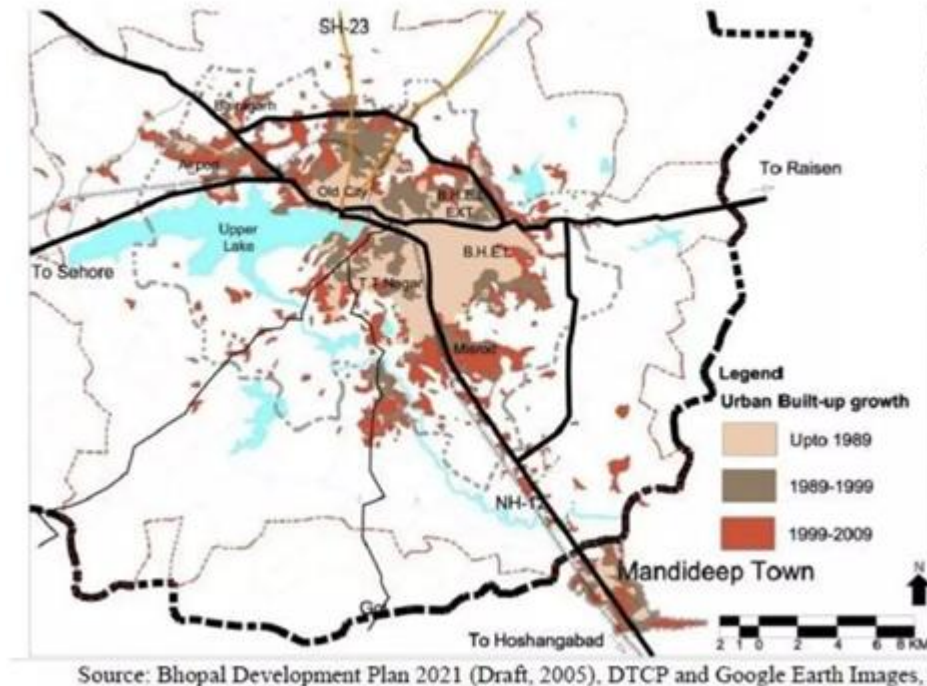 SH-23
Bairagarh
Airport
Old City
B.H.E.L
EXT.
To Raisen
Upper
Lake
B.H.E.L
To Sehore
T.T Nagar
Misrod
Legend
Urban Built-up growth
Upto 1989
1989-1999
1999-2009
NH-12
Mandideep Town
N
2 1 0 2 4 6 8 KM
To Hoshangabad
Source: Bhopal Development Plan 2021 (Draft, 2005), DTCP and Google Earth Images,